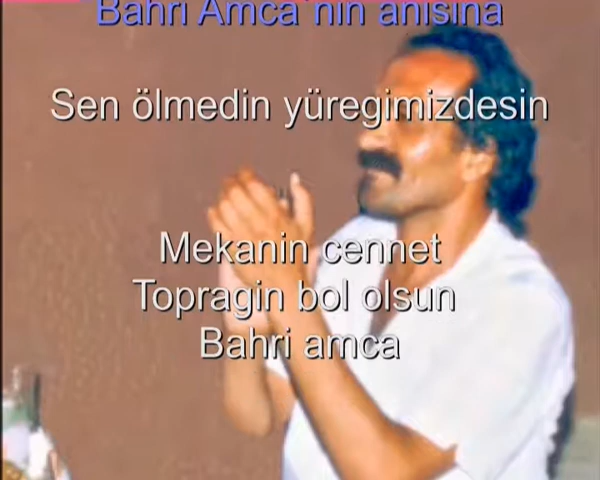 Bahri Amca'nin anisina
Sen ölmedin yüregimizdesin
Mekanin cennet
Topragin bol olsun
Bahri amca